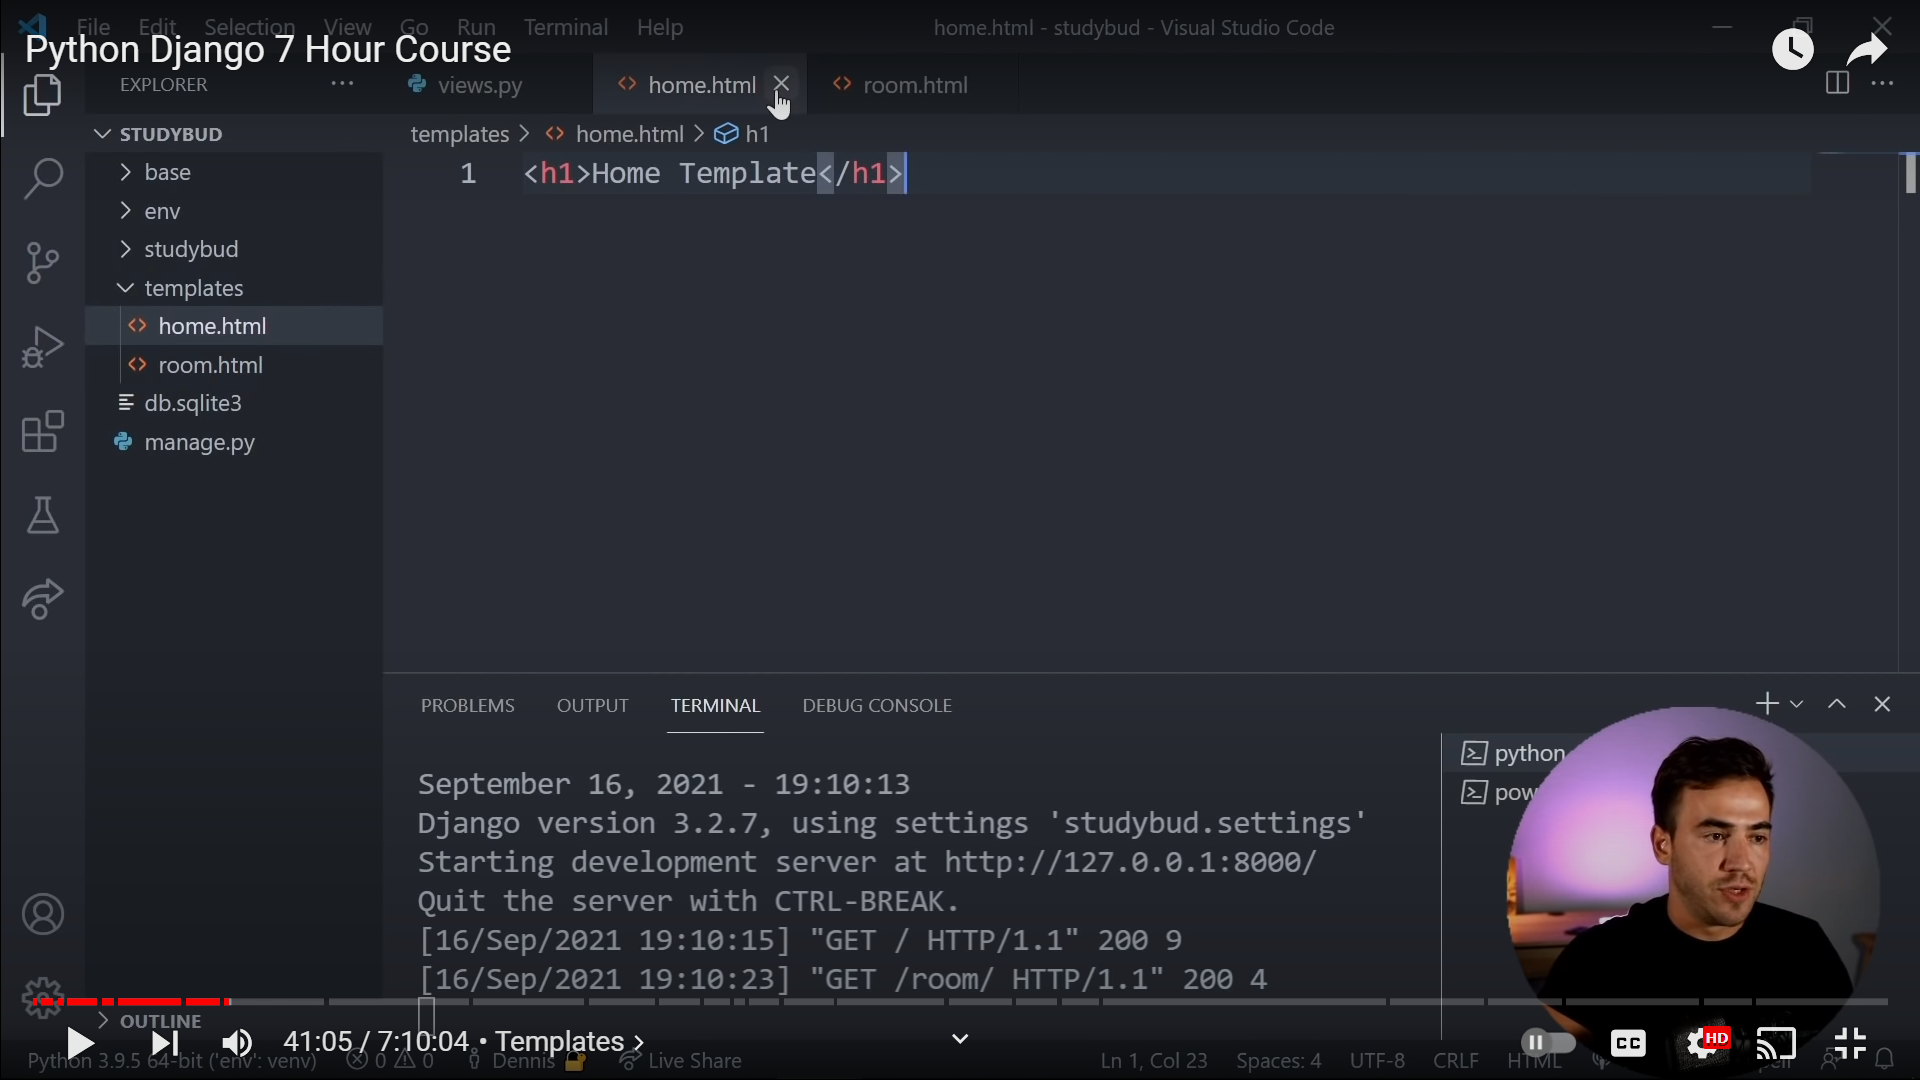 File Edit Selection View Go Run Terminal Help
home.html - studybud - Visual Studio Code
Python Django 7 Hour Course
EXPLORER
views.py
home.html
room.html
STUDYBUD
templates > home.html > h1
1 <h1>Home Template</h1>
base
env
studybud
templates
home.html
room.html
db.sqlite3
manage.py
PROBLEMS OUTPUT TERMINAL DEBUG CONSOLE
python
pow
September 16, 2021 - 19:10:13
Django version 3.2.7, using settings 'studybud.settings'
Starting development server at http://127.0.0.1:8000/
Quit the server with CTRL-BREAK.
[16/Sep/2021 19:10:15] "GET / HTTP/1.1" 200 9
[16/Sep/2021 19:10:23] "GET /room/ HTTP/1.1" 200 4
OUTLINE
41:05 / 7:10:04 • Templates
CC
HD
Python 3.9.5 64-bit ('env': venv) 0 0 Dennis Live Share Ln 1, Col 23 Spaces: 4 UTF-8 CRLF HTML